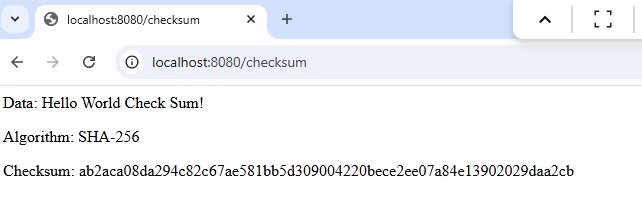 localhost:8080/checksum
localhost:8080/checksum
Data: Hello World Check Sum!
Algorithm: SHA-256
Checksum: ab2aca08da294c82c67ae581bb5d309004220bece2ee07a84e13902029daa2cb